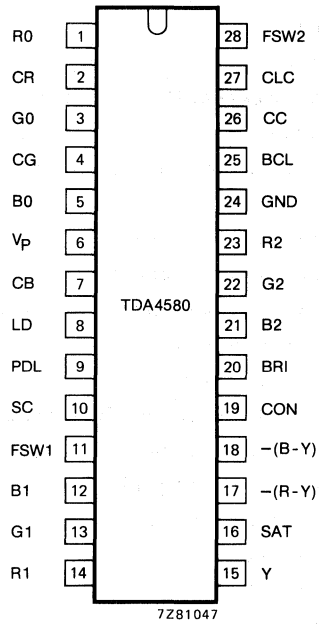 R0 1 28 FSW2
CR 2 27 CLC
G0 3 26 CC
CG 4 25 BCL
B0 5 24 GND
Vp 6 23 R2
CB 7 22 G2
TDA4580
LD 8 21 B2
PDL 9 20 BRI
SC 10 19 CON
FSW1 11 18 −(B-Y)
B1 12 17 −(R-Y)
G1 13 16 SAT
R1 14 15 Y
7Z81047